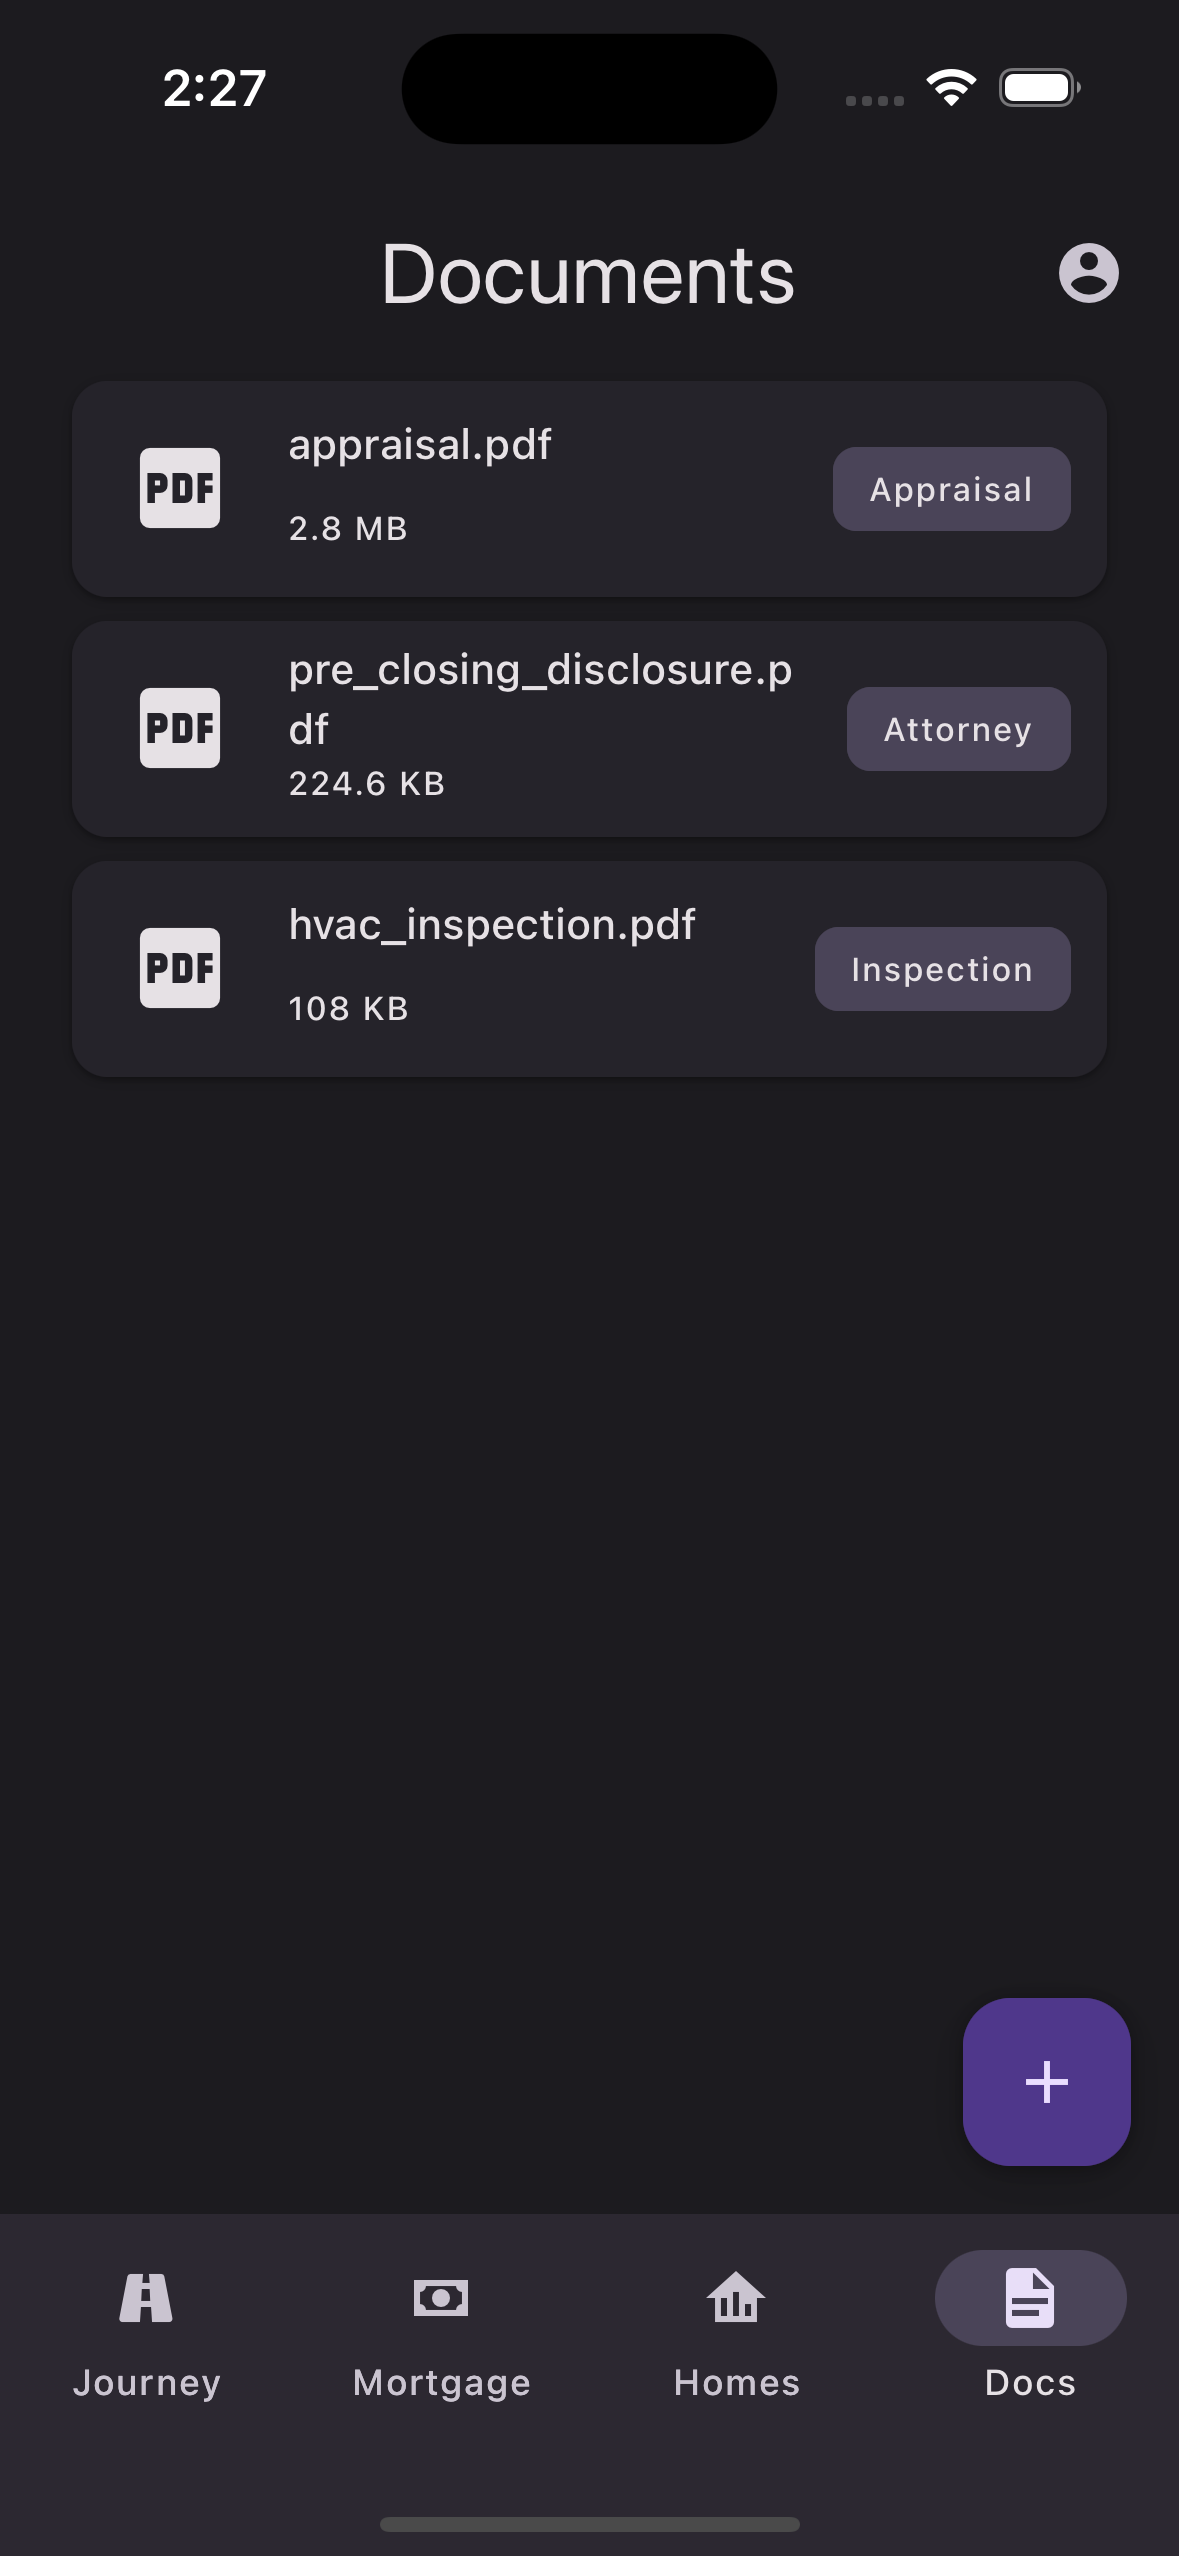 2:27
Documents
PDF
appraisal.pdf
2.8 MB
Appraisal
PDF
pre_closing_disclosure.p
df
224.6 KB
Attorney
PDF
hvac_inspection.pdf
108 KB
Inspection
Journey
Mortgage
Homes
Docs